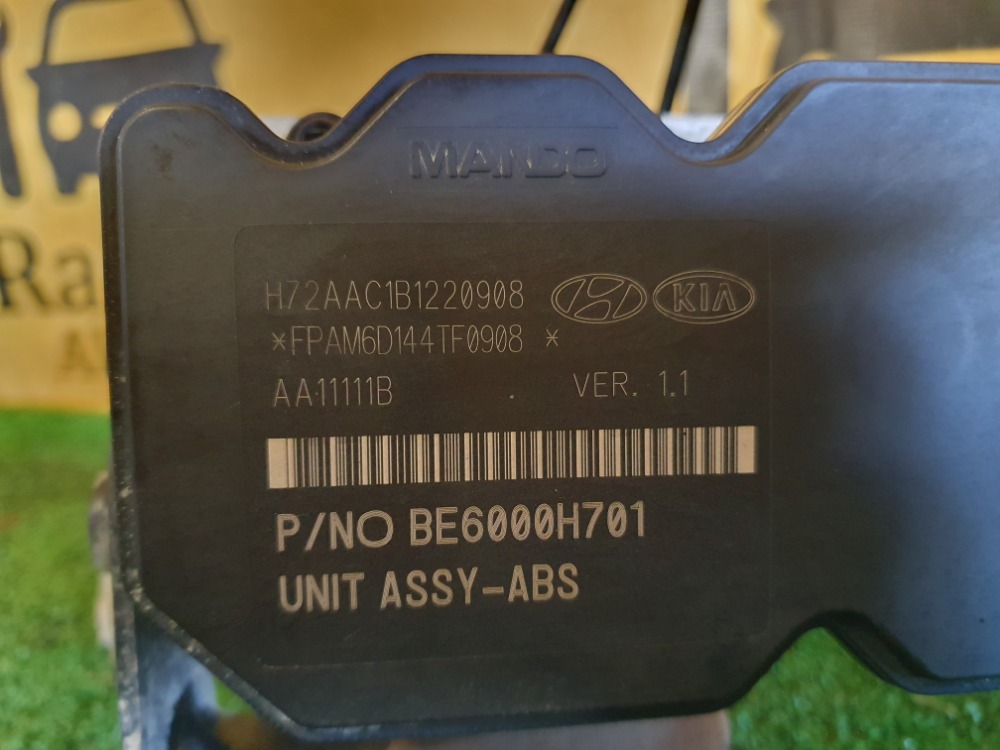 MANDO
H72AAC1B1220908
KIA
*FPAM6D144TF0908 *
AA11111B . VER. 1.1
P/NO BE6000H701
UNIT ASSY-ABS